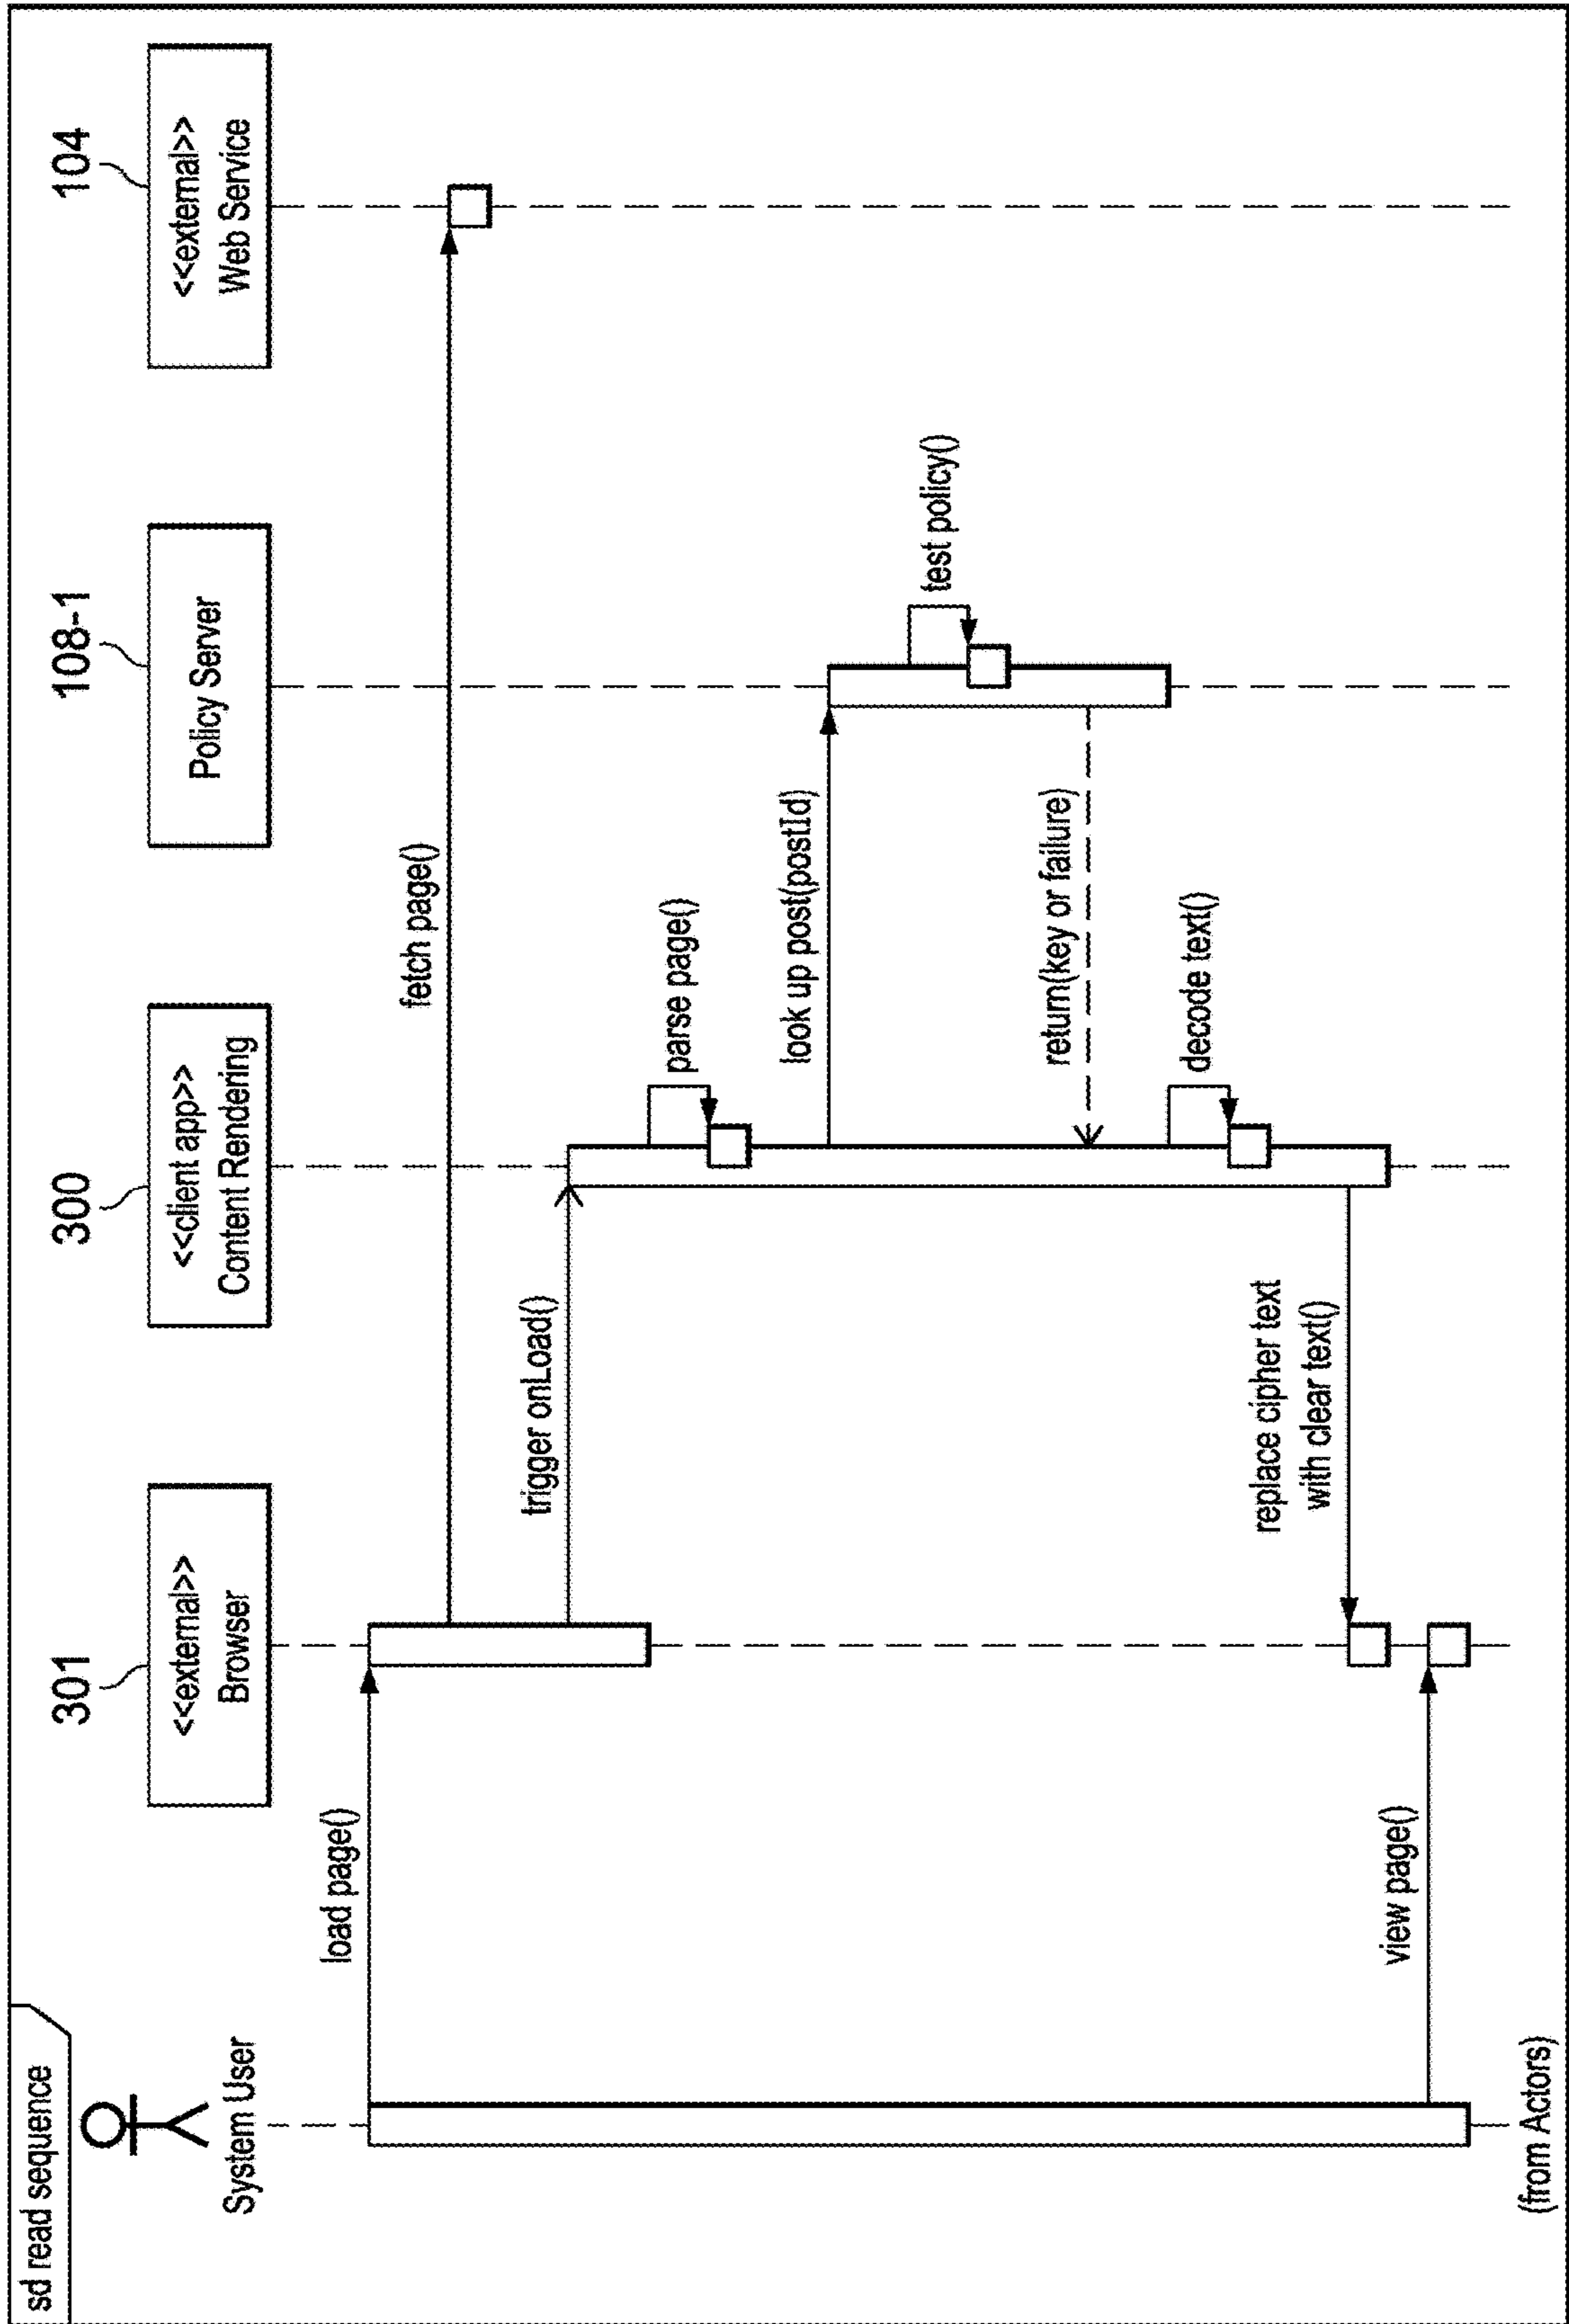 sd read sequence
System User
301
<<external>>
Browser
300
<<client app>>
Content Rendering
108-1
Policy Server
104
<<external>>
Web Service
load page()
fetch page()
trigger onLoad()
parse page()
look up post(postId)
test policy()
return(key or failure)
decode text()
replace cipher text
with clear text()
view page()
(from Actors)